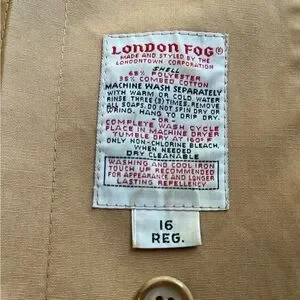 LONDON FOG®
MADE AND STYLED BY THE
LONDONTOWN CORPORATION
SHELL
65% POLYESTER
35% COMBED COTTON
MACHINE WASH SEPARATELY
WITH WARM OR COLD WATER
RINSE THREE (3) TIMES. REMOVE
ALL SOAPS. DO NOT SPIN DRY OR
WRING. HANG TO DRIP DRY.
-OR-
COMPLETE WASH CYCLE
PLACE IN MACHINE DRYER
TUMBLE DRY AT 160° F
ONLY NON-CHLORINE BLEACH,
WHEN NEEDED
DRY CLEANABLE
WASHING AND COOL IRON
TOUCH UP RECOMMENDED
FOR APPEARANCE AND LONGER
LASTING REPELLENCY
16
REG.